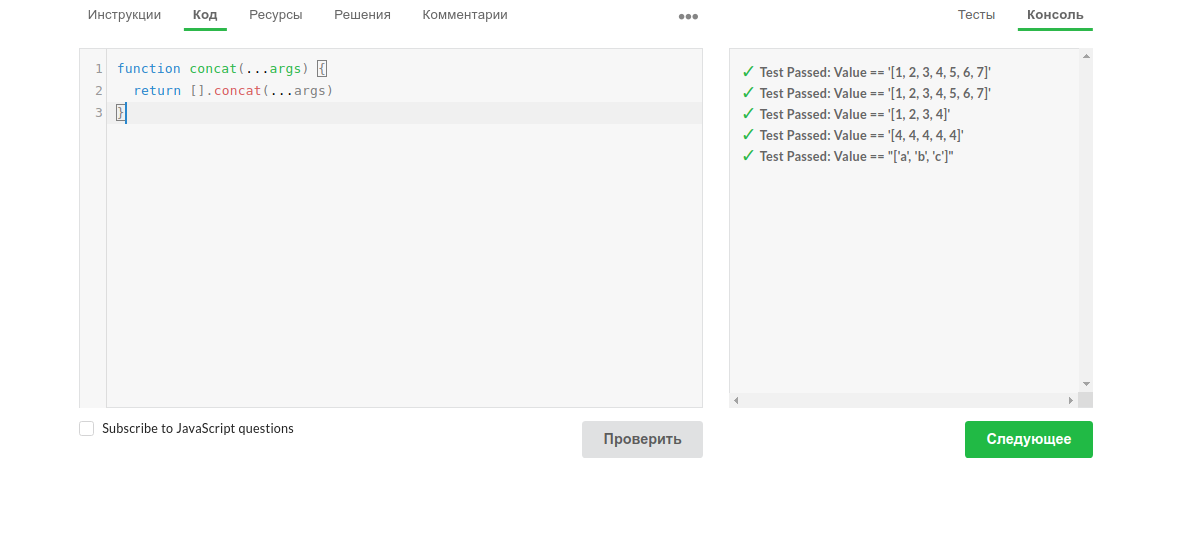 Инструкции Код Ресурсы Решения Комментарии ••• Тесты Консоль
1 function concat(...args) {
2 return [].concat(...args)
3 }
✓ Test Passed: Value == '[1, 2, 3, 4, 5, 6, 7]'
✓ Test Passed: Value == '[1, 2, 3, 4, 5, 6, 7]'
✓ Test Passed: Value == '[1, 2, 3, 4]'
✓ Test Passed: Value == '[4, 4, 4, 4, 4]'
✓ Test Passed: Value == "['a', 'b', 'c']"
Subscribe to JavaScript questions
Проверить
Следующее